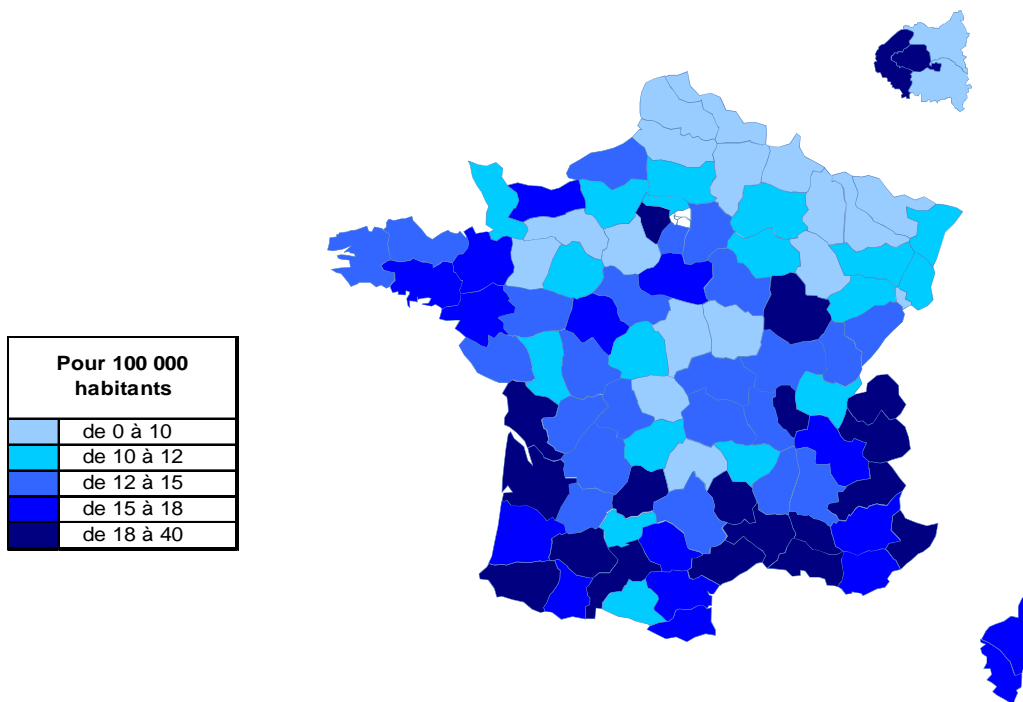 Pour 100 000
habitants
de 0 à 10
de 10 à 12
de 12 à 15
de 15 à 18
de 18 à 40